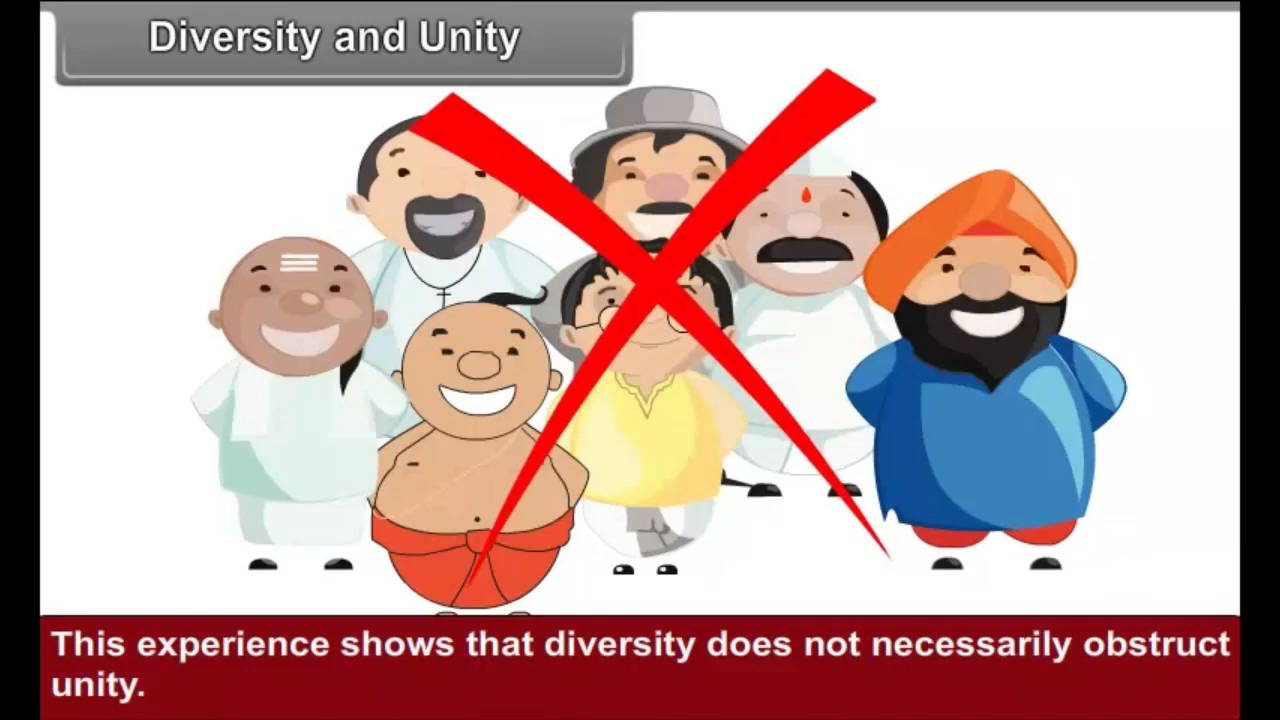 Diversity and Unity
This experience shows that diversity does not necessarily obstruct
unity.